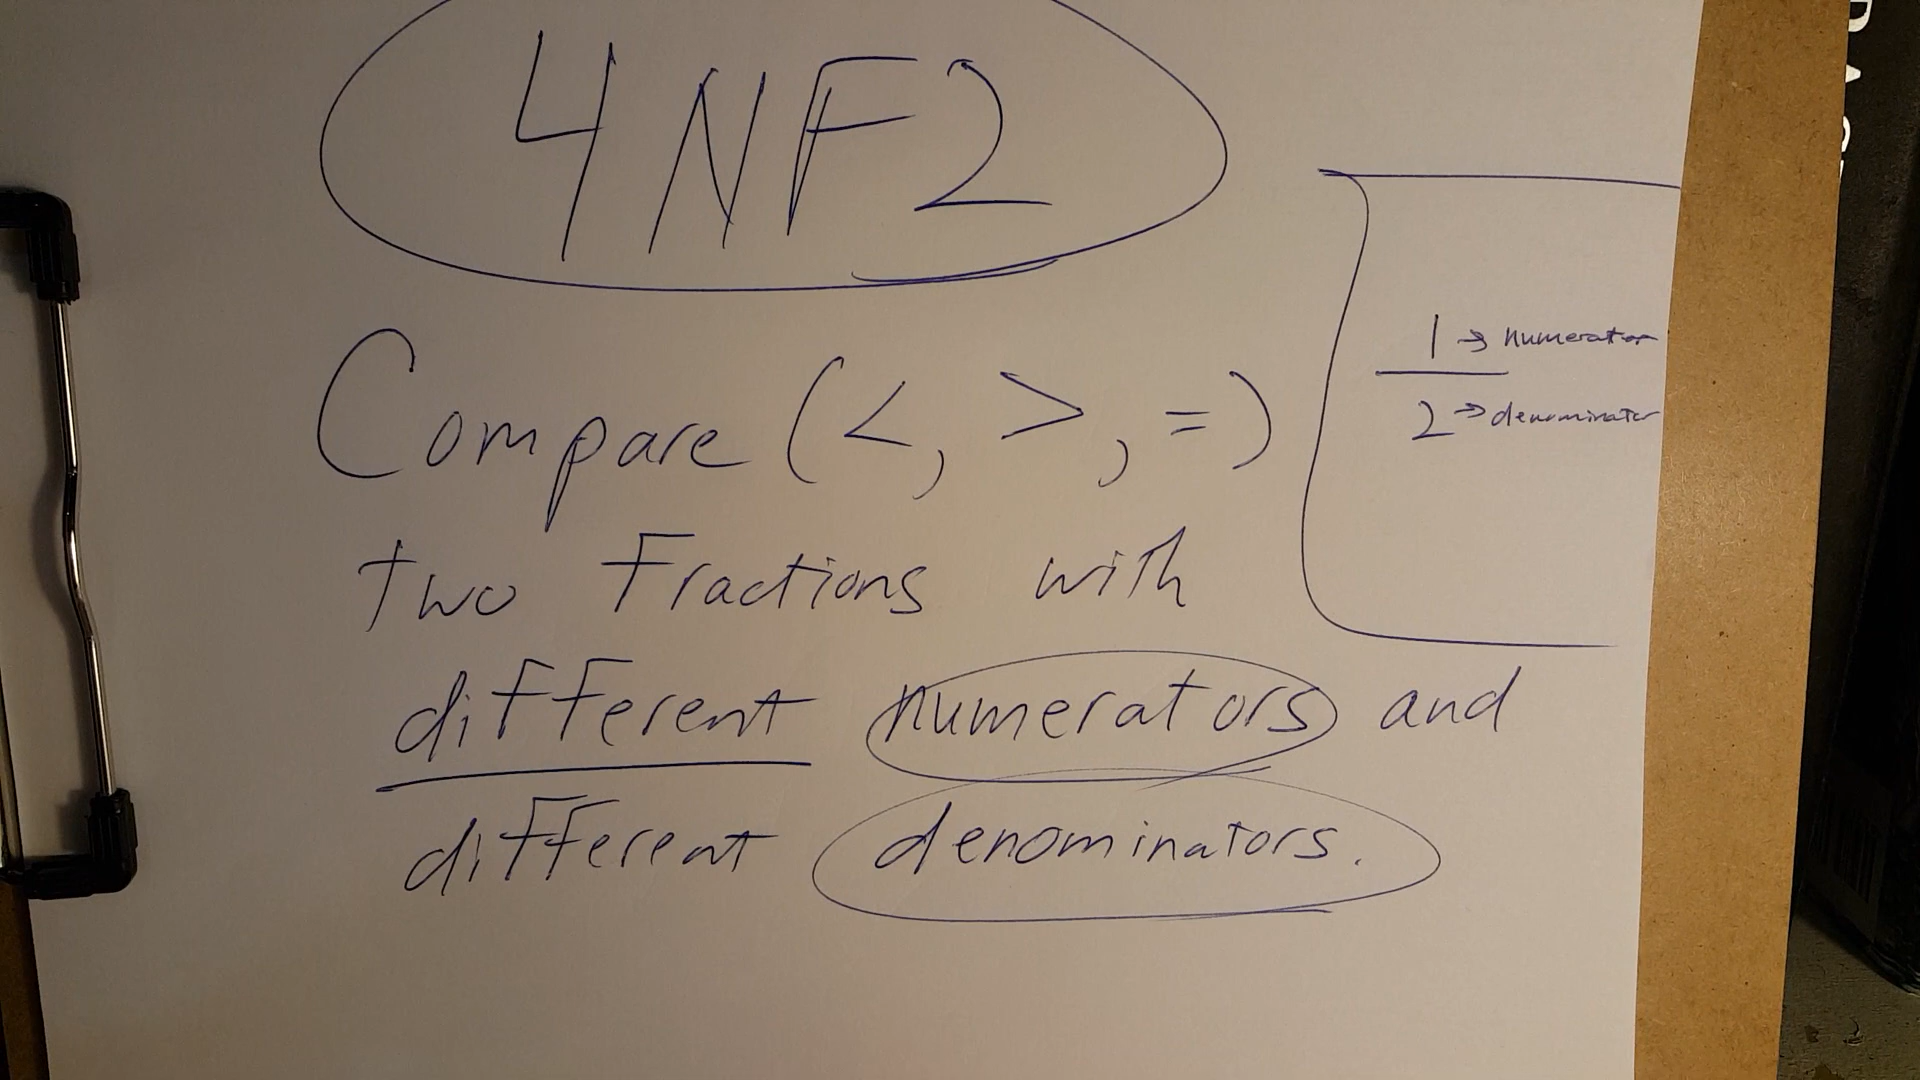 4NF2
Compare (<, >, =)
two Fractions with
different numerators and
different denominators.
1 → numerator
2 → denominator